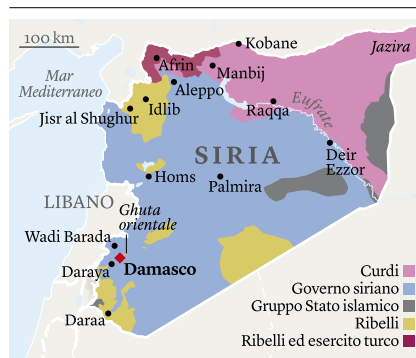 100 km
Kobane
Jazira
Afrin
Manbij
Mar
Mediterraneo
Aleppo
Idlib
Jisr al Shughur
Raqqa
Eufrate
SIRIA
Deir
Ezzor
Homs
Palmira
LIBANO
Ghuta
orientale
Wadi Barada
Daraya
Damasco
Daraa
Curdi
Governo siriano
Gruppo Stato islamico
Ribelli
Ribelli ed esercito turco